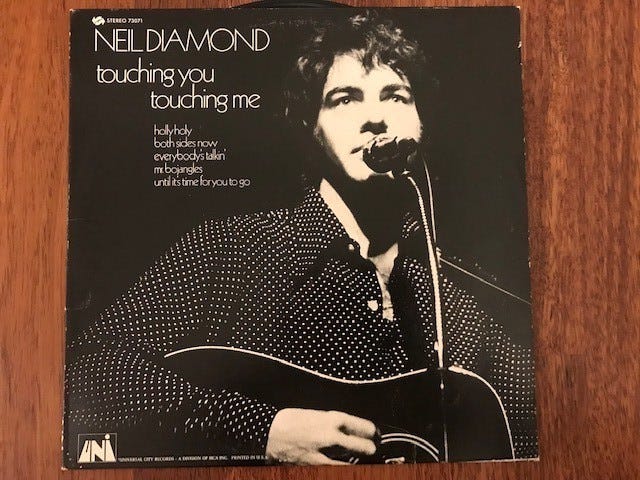 STEREO 73071
NEIL DIAMOND
touching you
touching me
holly holy
both sides now
everybody's talkin'
mr. bojangles
until it's time for you to go
UNI
UNIVERSAL CITY RECORDS - A DIVISION OF MCA INC. PRINTED IN U.S.A.